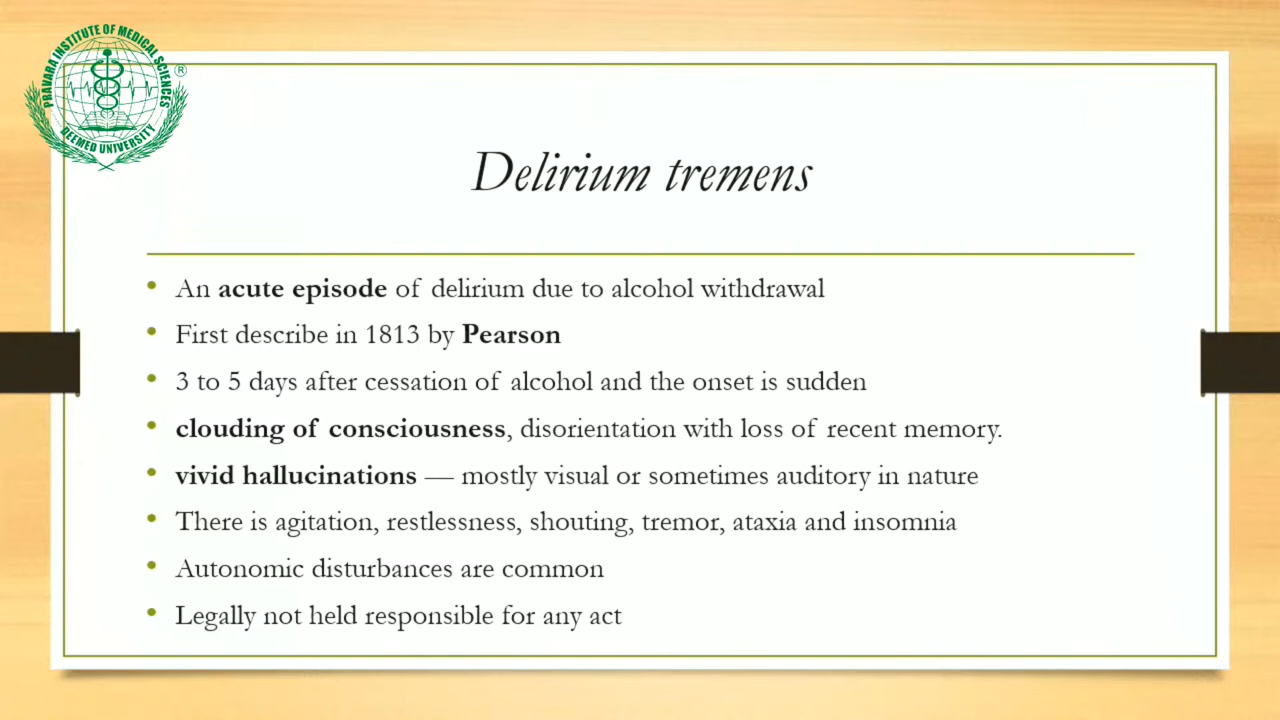 PRAVARA INSTITUTE OF MEDICAL SCIENCES
®
DEEMED UNIVERSITY
Delirium tremens
• An acute episode of delirium due to alcohol withdrawal
• First describe in 1813 by Pearson
• 3 to 5 days after cessation of alcohol and the onset is sudden
• clouding of consciousness, disorientation with loss of recent memory.
• vivid hallucinations — mostly visual or sometimes auditory in nature
• There is agitation, restlessness, shouting, tremor, ataxia and insomnia
• Autonomic disturbances are common
• Legally not held responsible for any act